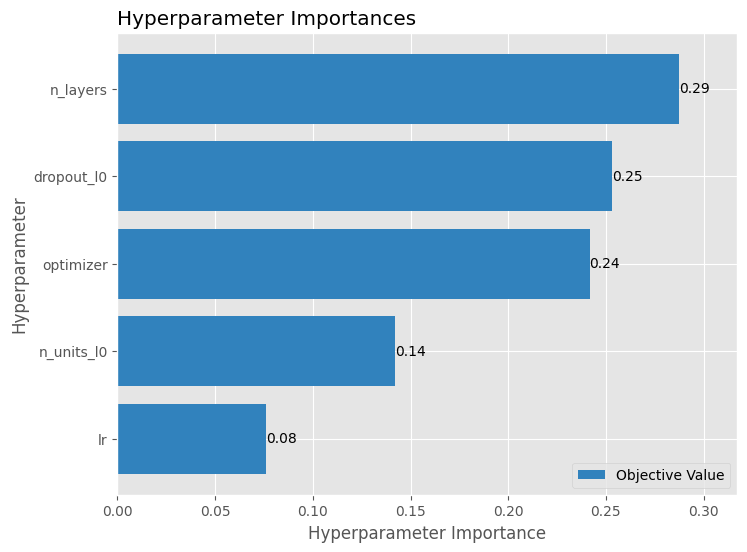 Hyperparameter Importances
Hyperparameter
n_layers
0.29
dropout_l0
0.25
optimizer
0.24
n_units_l0
0.14
lr
0.08
Objective Value
0.00 0.05 0.10 0.15 0.20 0.25 0.30
Hyperparameter Importance